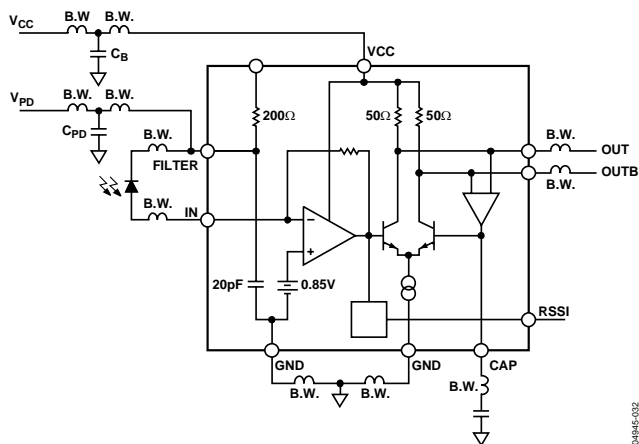 B.W
B.W.
VCC
CB
VCC
B.W.
B.W.
VPD
CPD
200Ω
50Ω
50Ω
B.W.
B.W.
OUT
FILTER
OUTB
B.W.
B.W.
IN
−
+
20pF
0.85V
RSSI
GND
GND
CAP
B.W.
B.W.
B.W.
04945-032